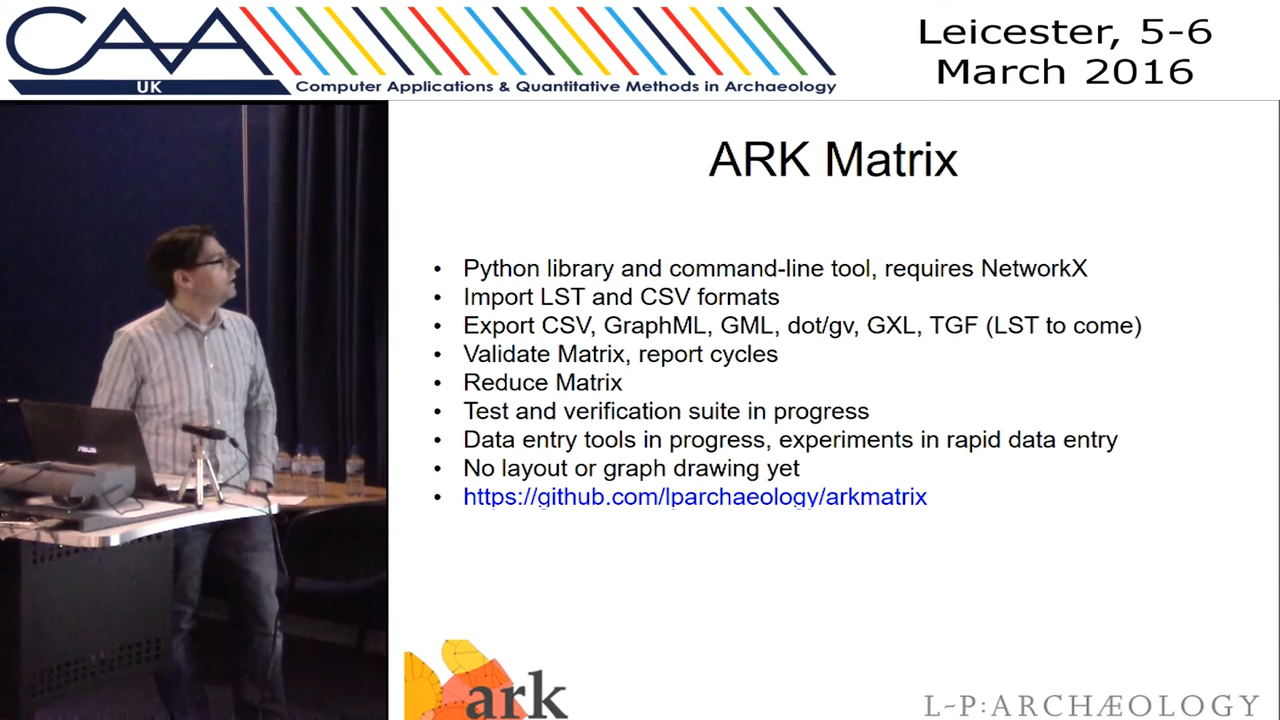 CAA
UK
Computer Applications & Quantitative Methods in Archaeology
Leicester, 5-6
March 2016
ARK Matrix
• Python library and command-line tool, requires NetworkX
• Import LST and CSV formats
• Export CSV, GraphML, GML, dot/gv, GXL, TGF (LST to come)
• Validate Matrix, report cycles
• Reduce Matrix
• Test and verification suite in progress
• Data entry tools in progress, experiments in rapid data entry
• No layout or graph drawing yet
• https://github.com/lparchaeology/arkmatrix
ASUS
ark
L~P:ARCHÆOLOGY